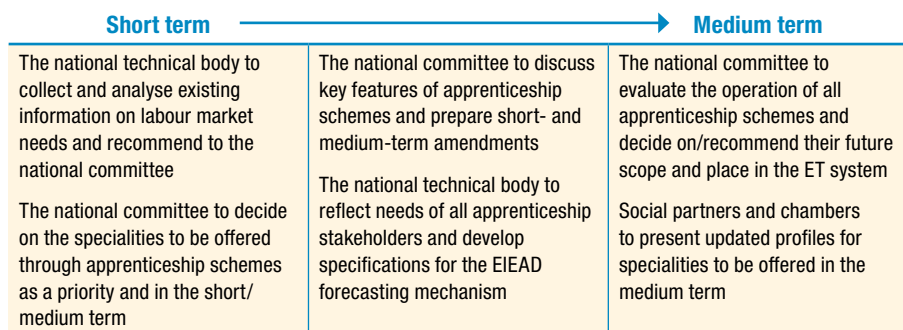 Short term
Medium term
The national technical body to
collect and analyse existing
information on labour market
needs and recommend to the
national committee
The national committee to decide
on the specialities to be offered
through apprenticeship schemes
as a priority and in the short/
medium term
The national committee to discuss
key features of apprenticeship
schemes and prepare short- and
medium-term amendments
The national technical body to
reflect needs of all apprenticeship
stakeholders and develop
specifications for the EIEAD
forecasting mechanism
The national committee to
evaluate the operation of all
apprenticeship schemes and
decide on/recommend their future
scope and place in the ET system
Social partners and chambers
to present updated profiles for
specialities to be offered in the
medium term